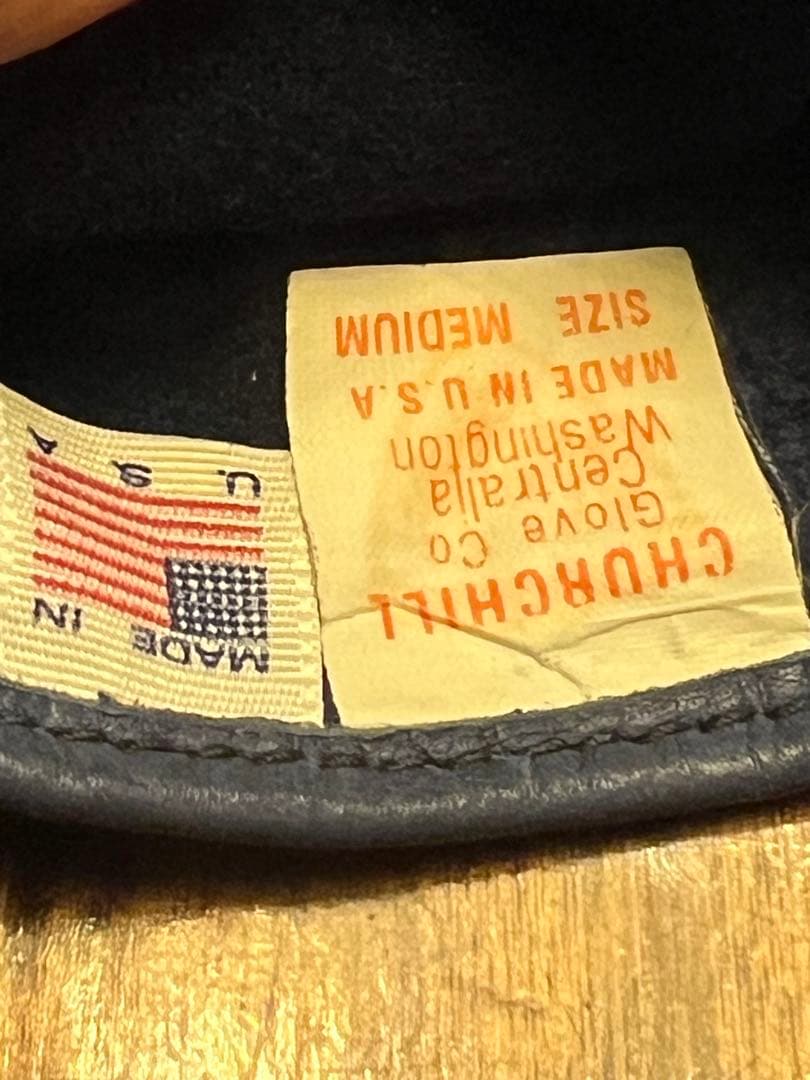 CHURCHILL
Glove Co
Centralia
Washington
MADE IN U.S.A
SIZE MEDIUM
MADE IN
U. S. A